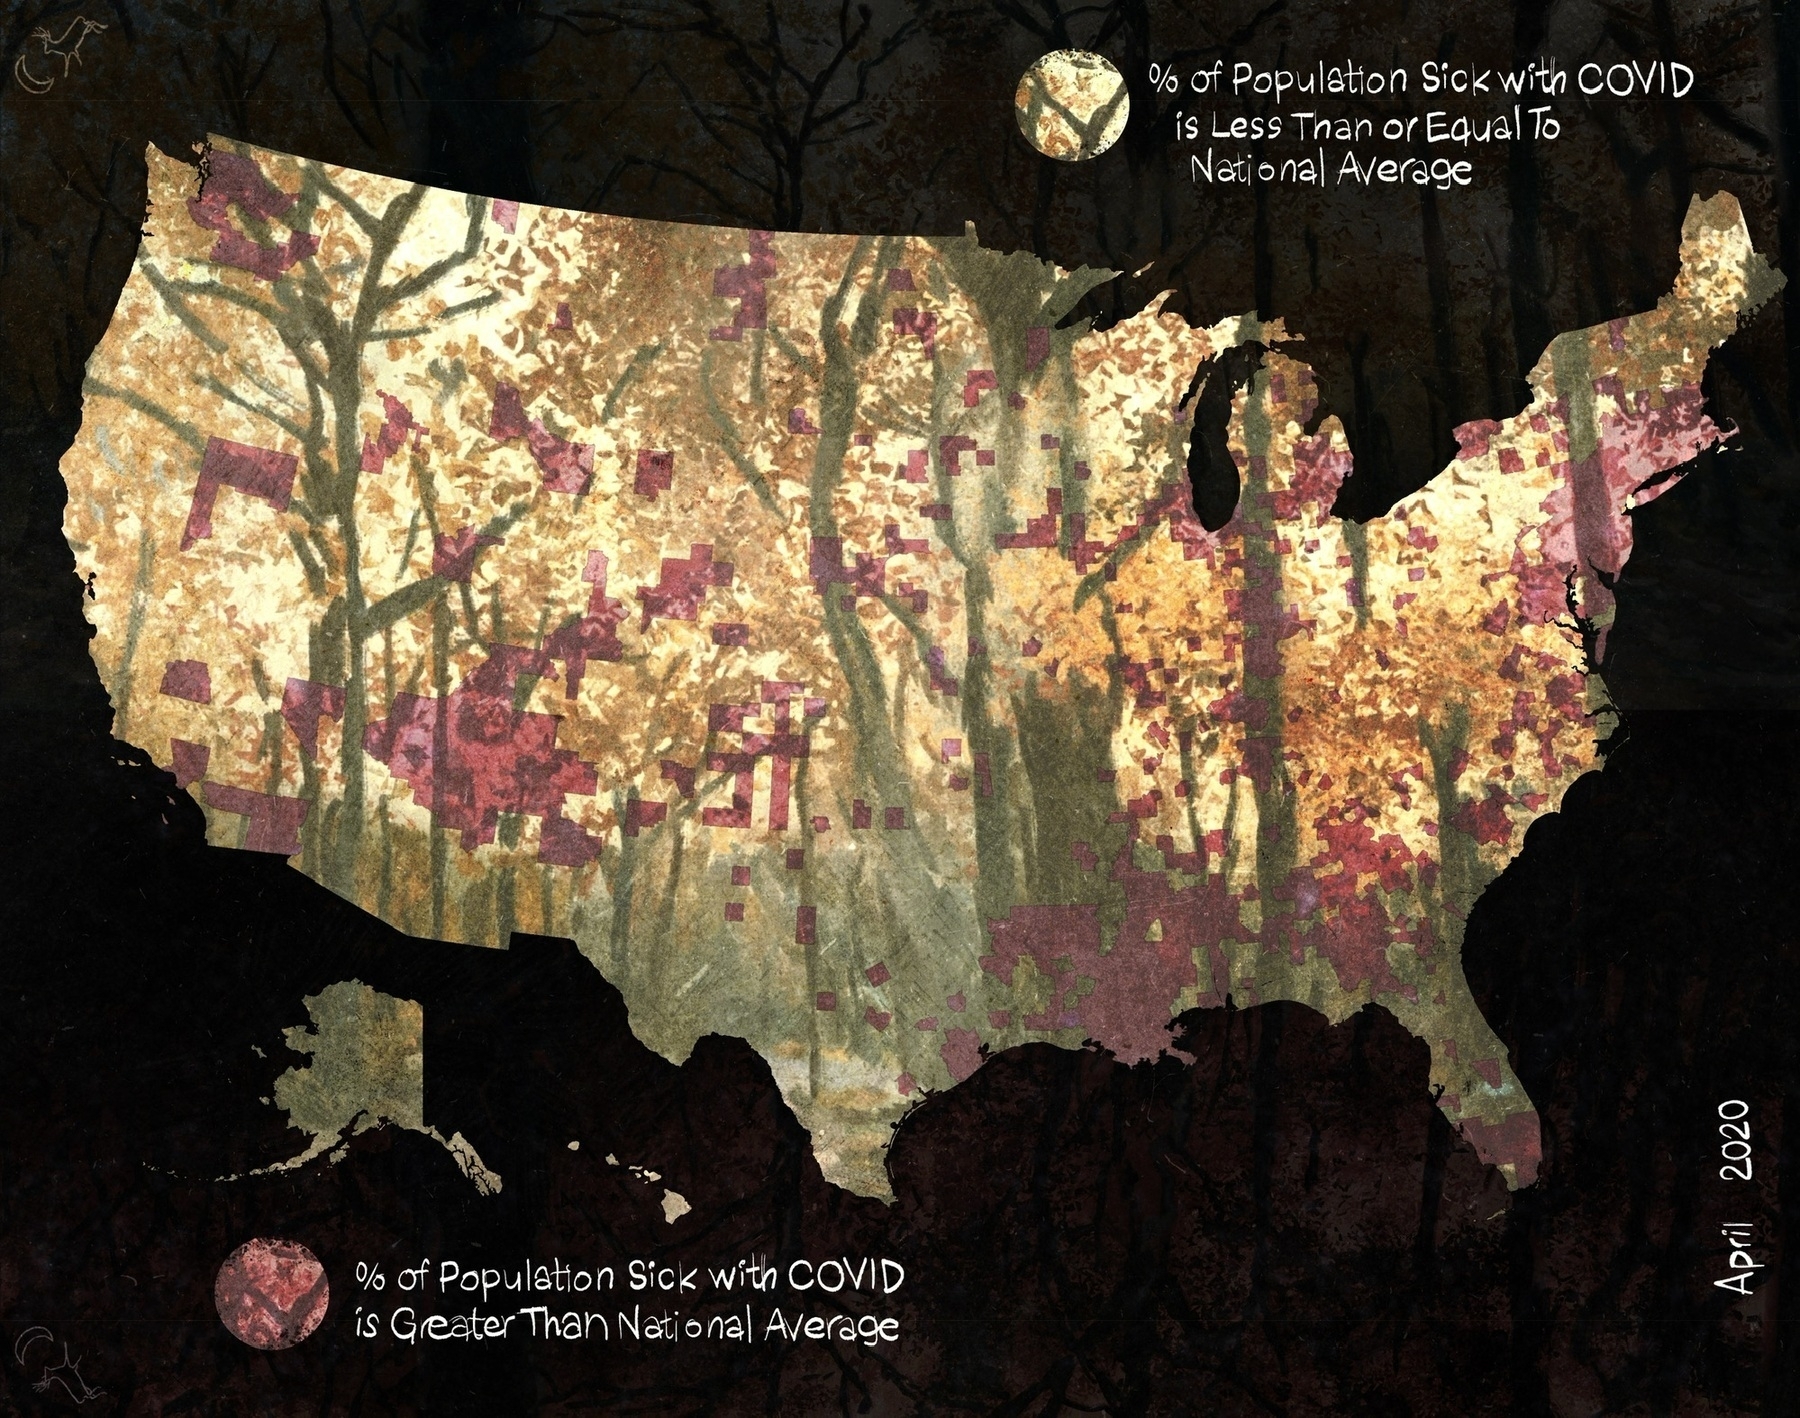 % of Population Sick with COVID
is Less Than or Equal To
National Average
% of Population Sick with COVID
is Greater Than National Average
April 2020